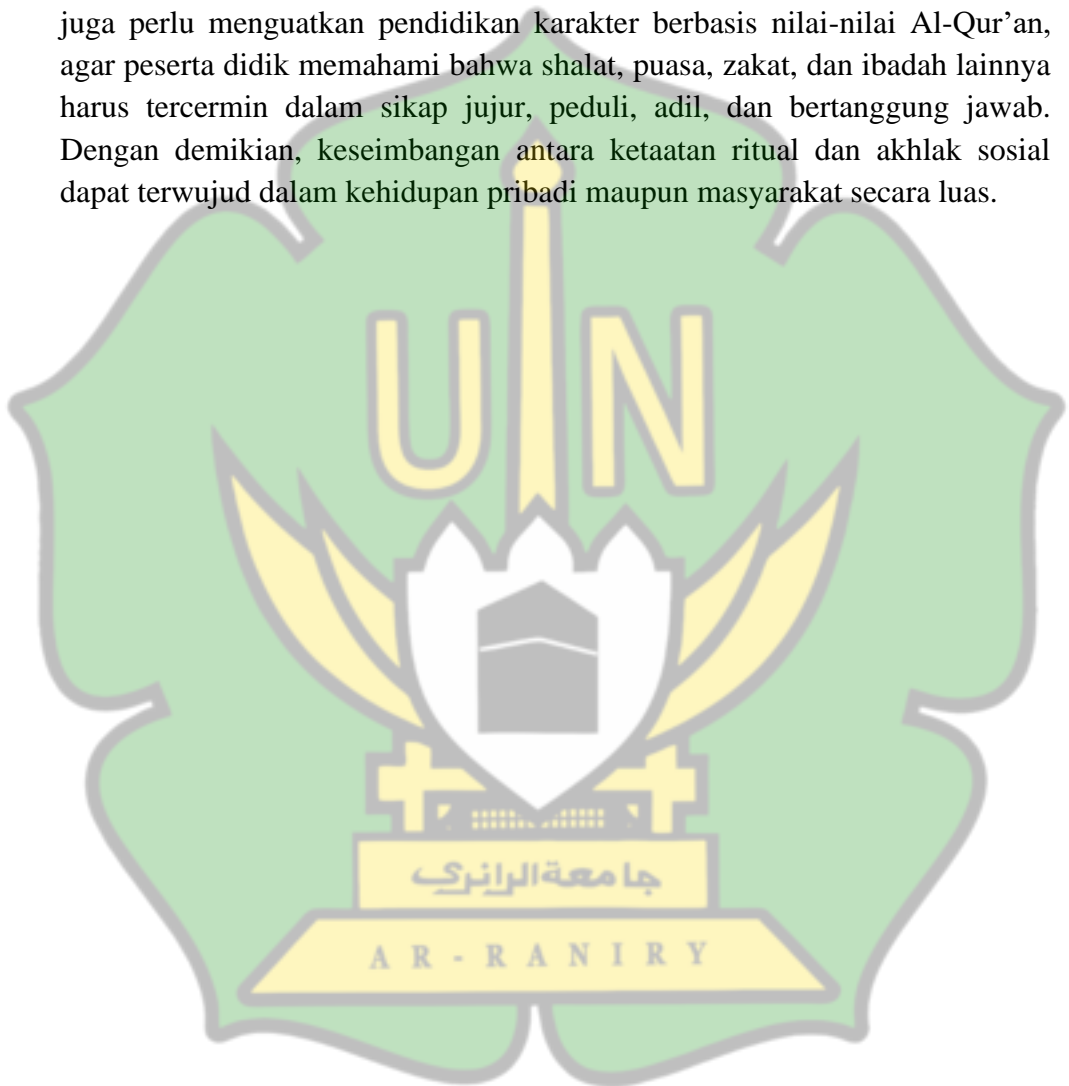 juga perlu menguatkan pendidikan karakter berbasis nilai-nilai Al-Qur’an,
agar peserta didik memahami bahwa shalat, puasa, zakat, dan ibadah lainnya
harus tercermin dalam sikap jujur, peduli, adil, dan bertanggung jawab.
Dengan demikian, keseimbangan antara ketaatan ritual dan akhlak sosial
dapat terwujud dalam kehidupan pribadi maupun masyarakat secara luas.
UIN
جامعةالرانري
AR-RANIRY